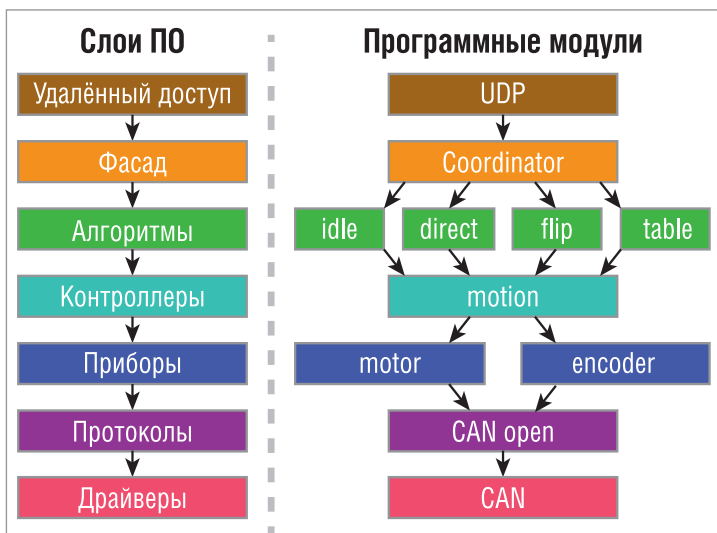 Слои ПО
Удалённый доступ
Фасад
Алгоритмы
Контроллеры
Приборы
Протоколы
Драйверы
Программные модули
UDP
Coordinator
idle
direct
flip
table
motion
motor
encoder
CAN open
CAN